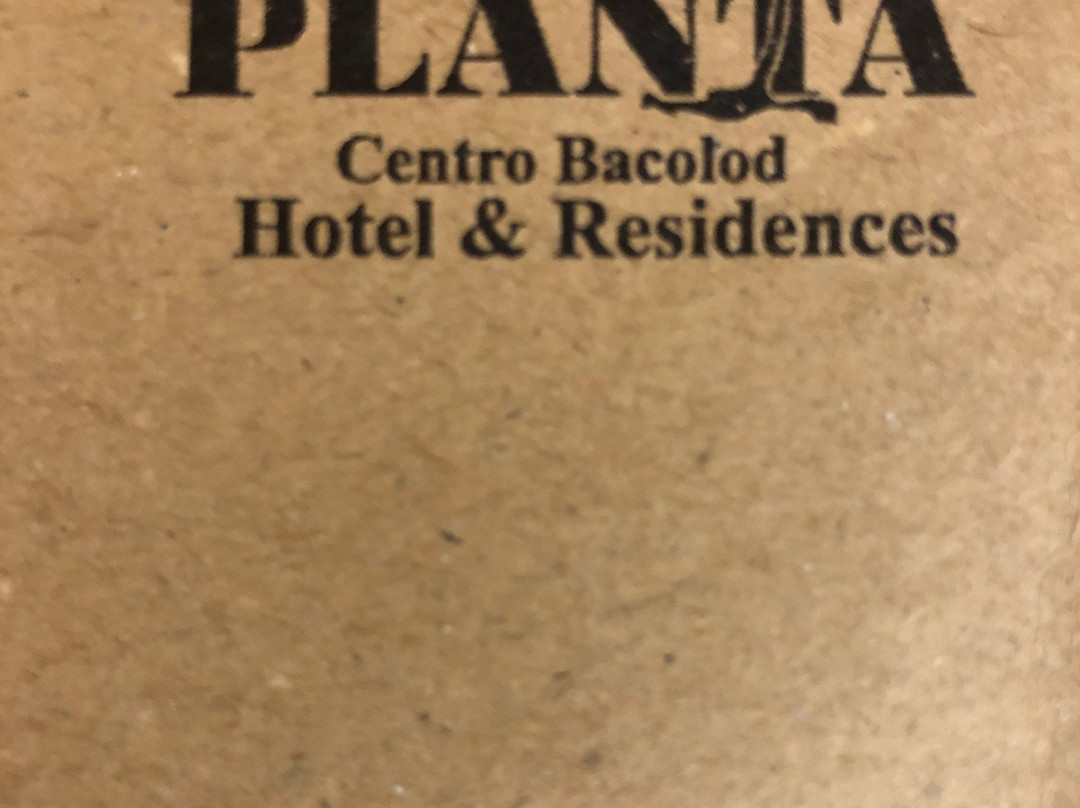 PLANTA
Centro Bacolod
Hotel & Residences